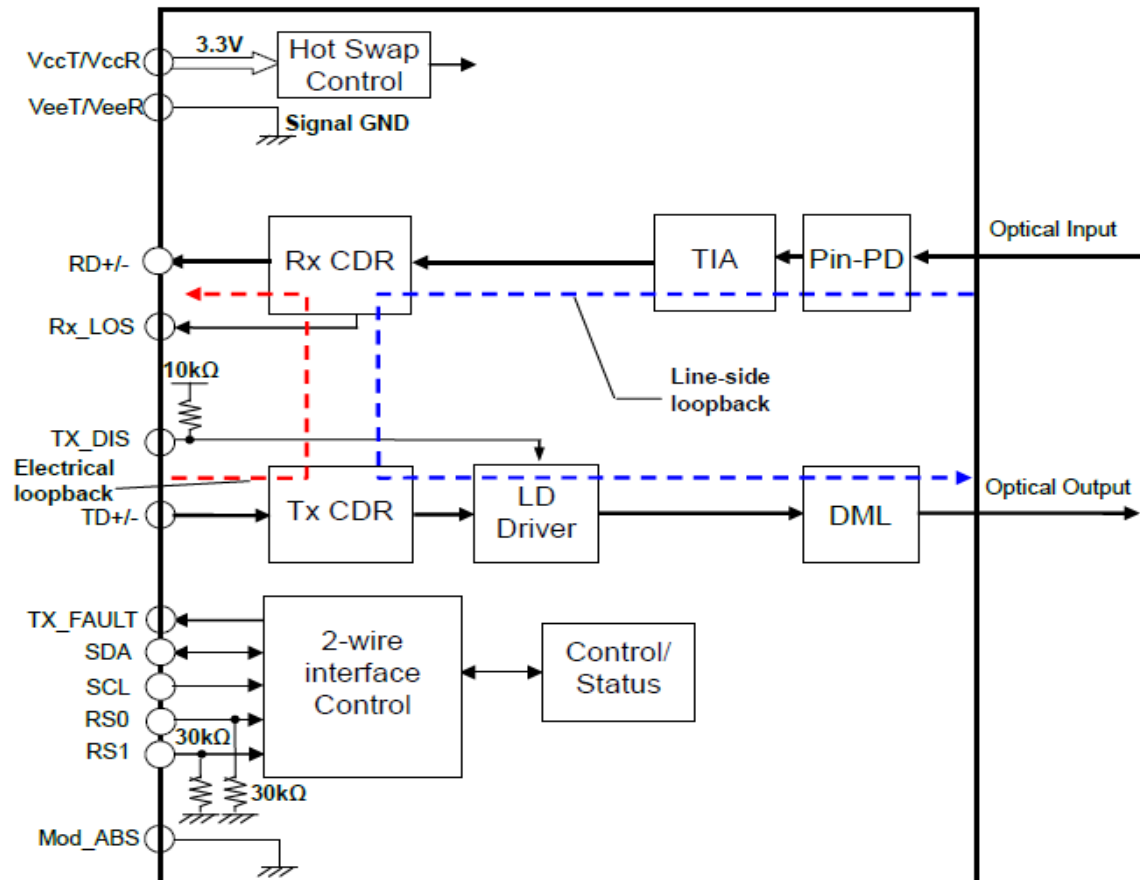 VccT/VccR
3.3V
Hot Swap
Control
VeeT/VeeR
Signal GND
RD+/-
Rx CDR
TIA
Pin-PD
Optical Input
Rx_LOS
10kΩ
Line-side
loopback
TX_DIS
Electrical
loopback
TD+/-
Tx CDR
LD
Driver
DML
Optical Output
TX_FAULT
SDA
SCL
RS0
RS1
30kΩ
30kΩ
2-wire
interface
Control
Control/
Status
Mod_ABS